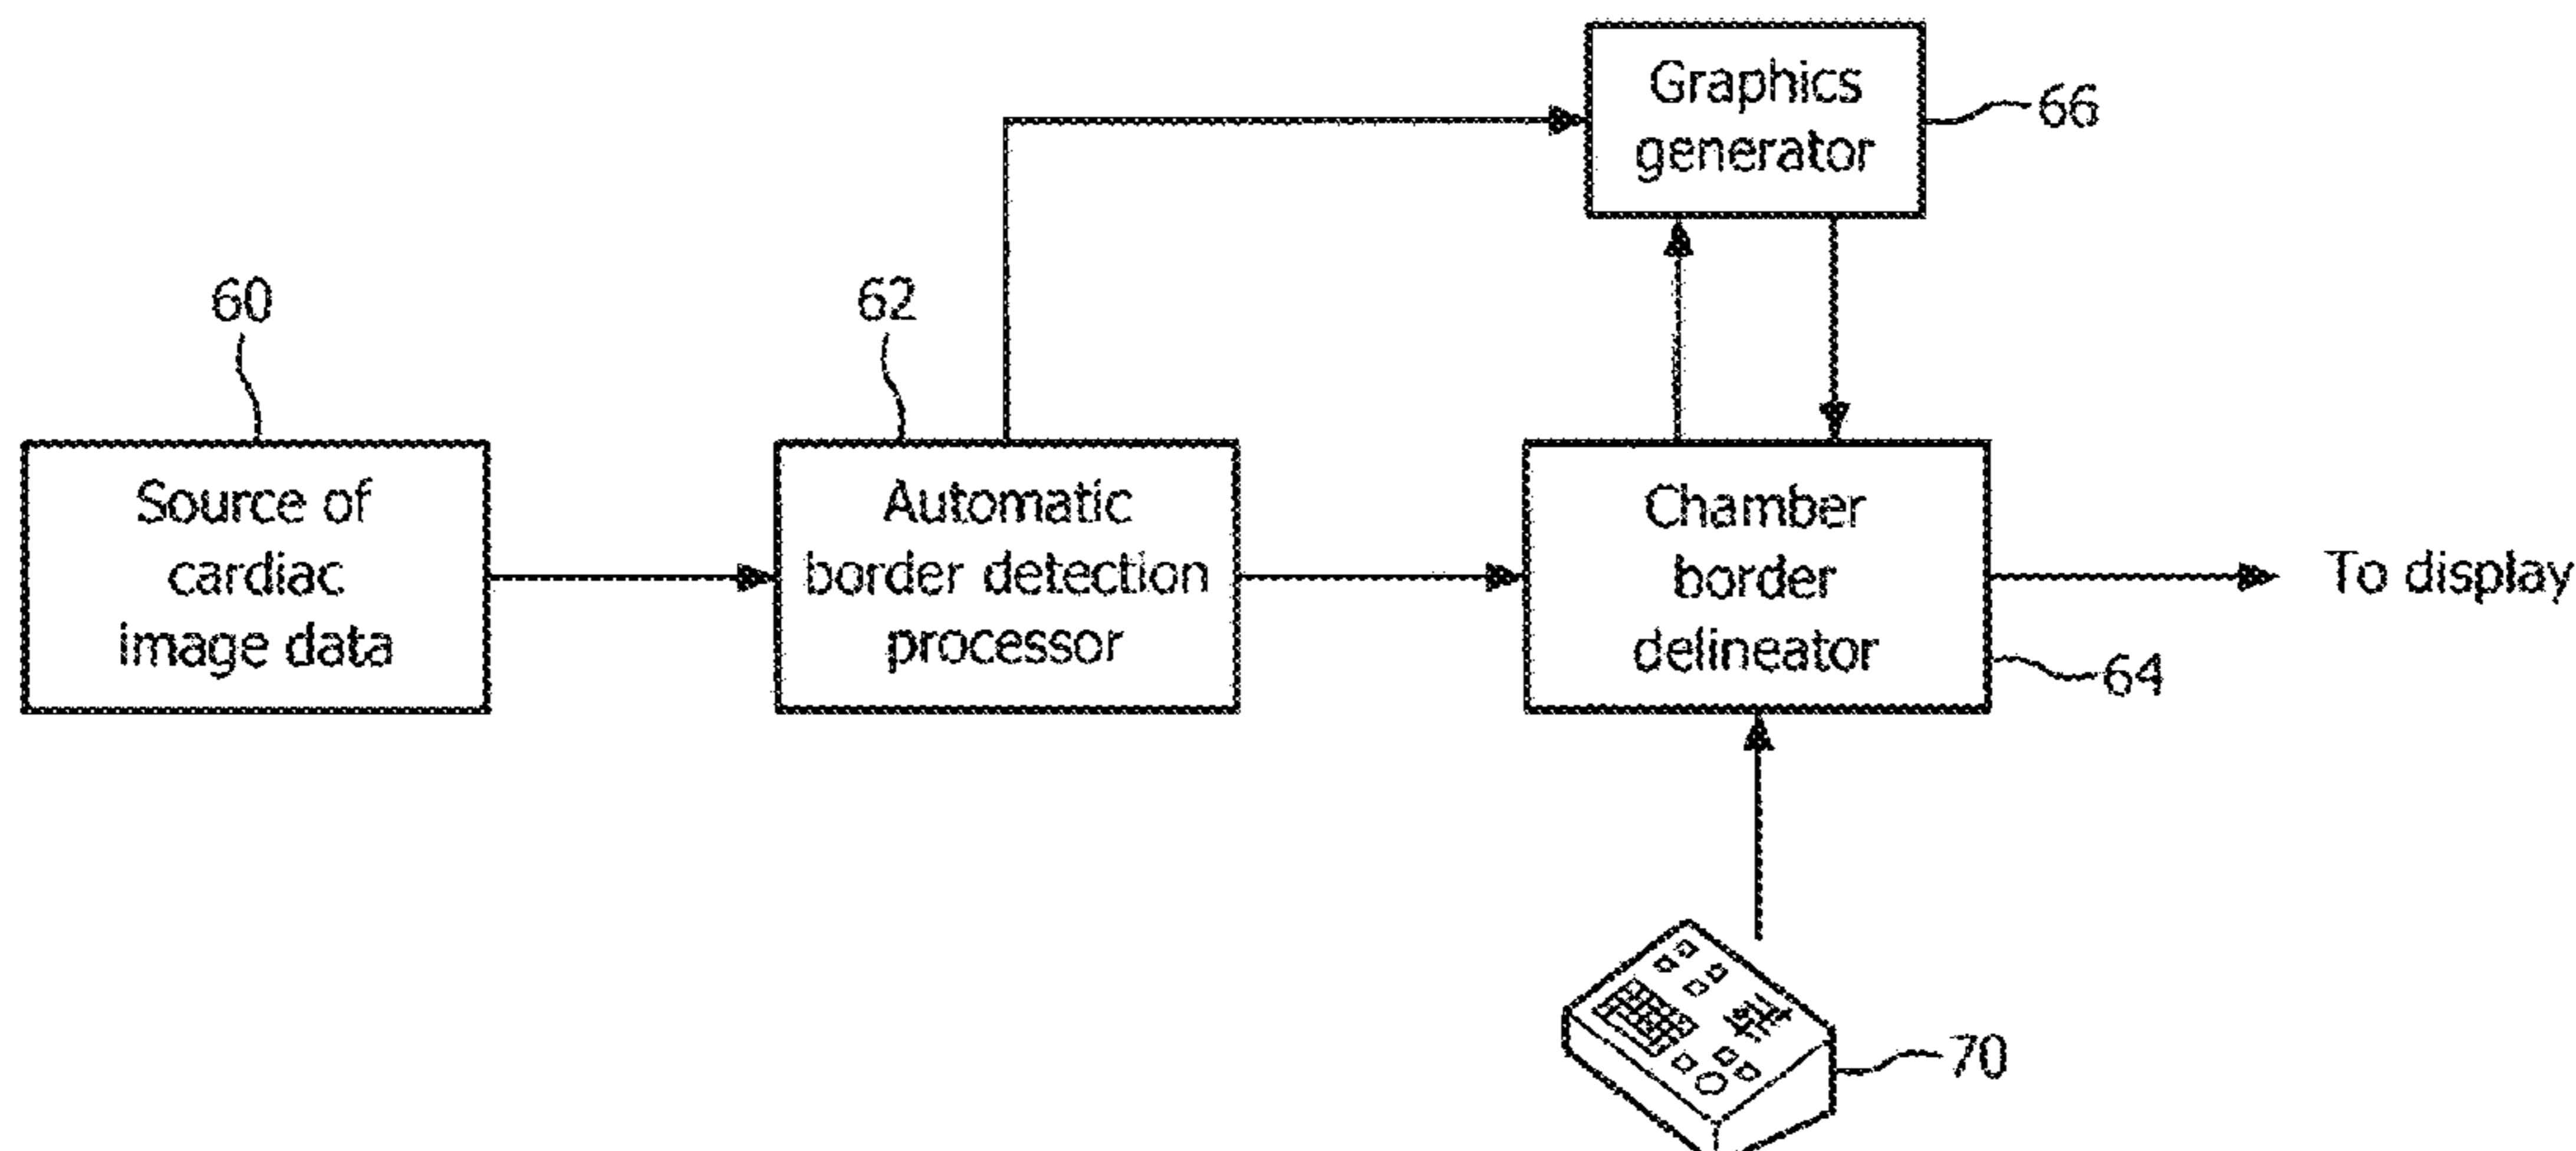 Graphics
generator
66
60
62
Source of
cardiac
image data
Automatic
border detection
processor
Chamber
border
delineator
To display
64
70